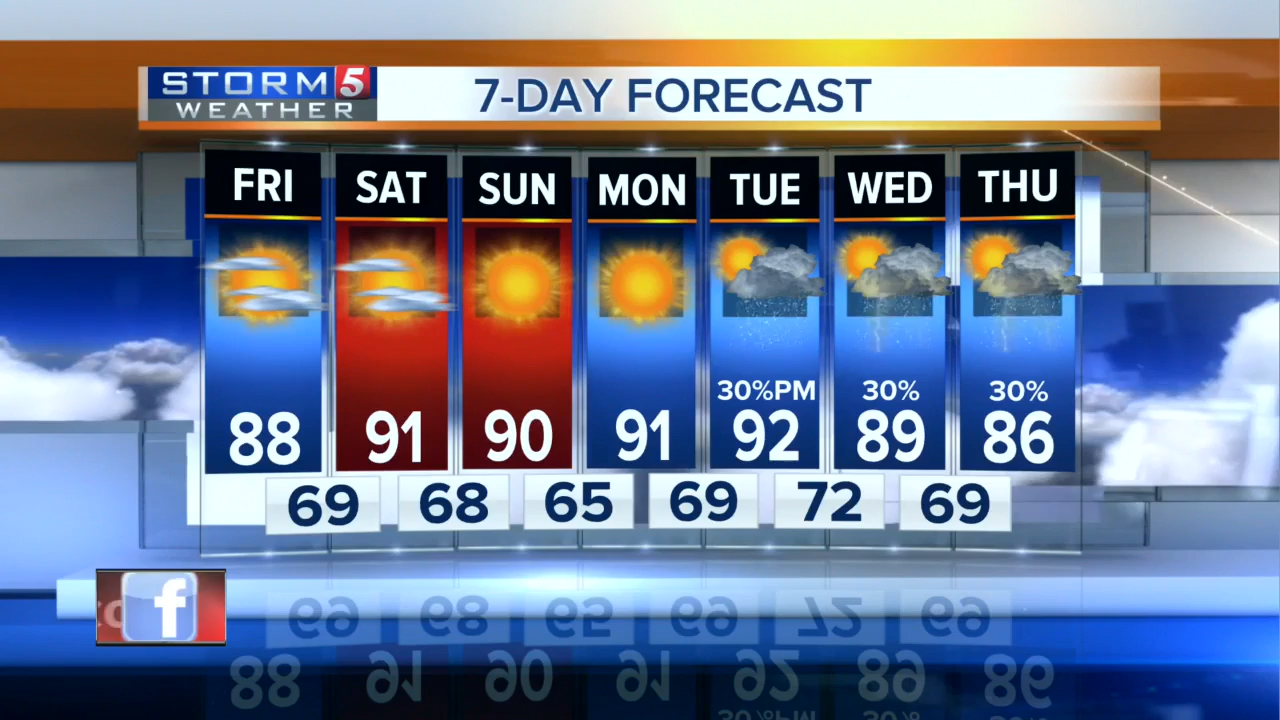 STORM 5
WEATHER
7-DAY FORECAST
FRI SAT SUN MON TUE WED THU
30%PM 30% 30%
88 91 90 91 92 89 86
69 68 65 69 72 69
f